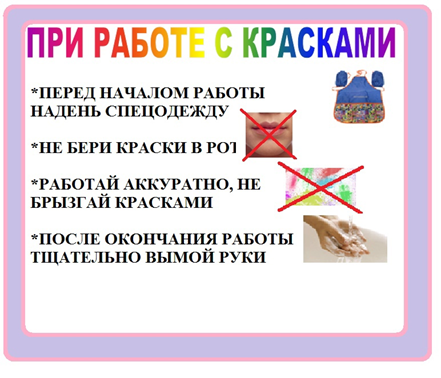 ПРИ РАБОТЕ С КРАСКАМИ
*ПЕРЕД НАЧАЛОМ РАБОТЫ
НАДЕНЬ СПЕЦОДЕЖДУ
*НЕ БЕРИ КРАСКИ В РОТ
*РАБОТАЙ АККУРАТНО, НЕ
БРЫЗГАЙ КРАСКАМИ
*ПОСЛЕ ОКОНЧАНИЯ РАБОТЫ
ТЩАТЕЛЬНО ВЫМОЙ РУКИ